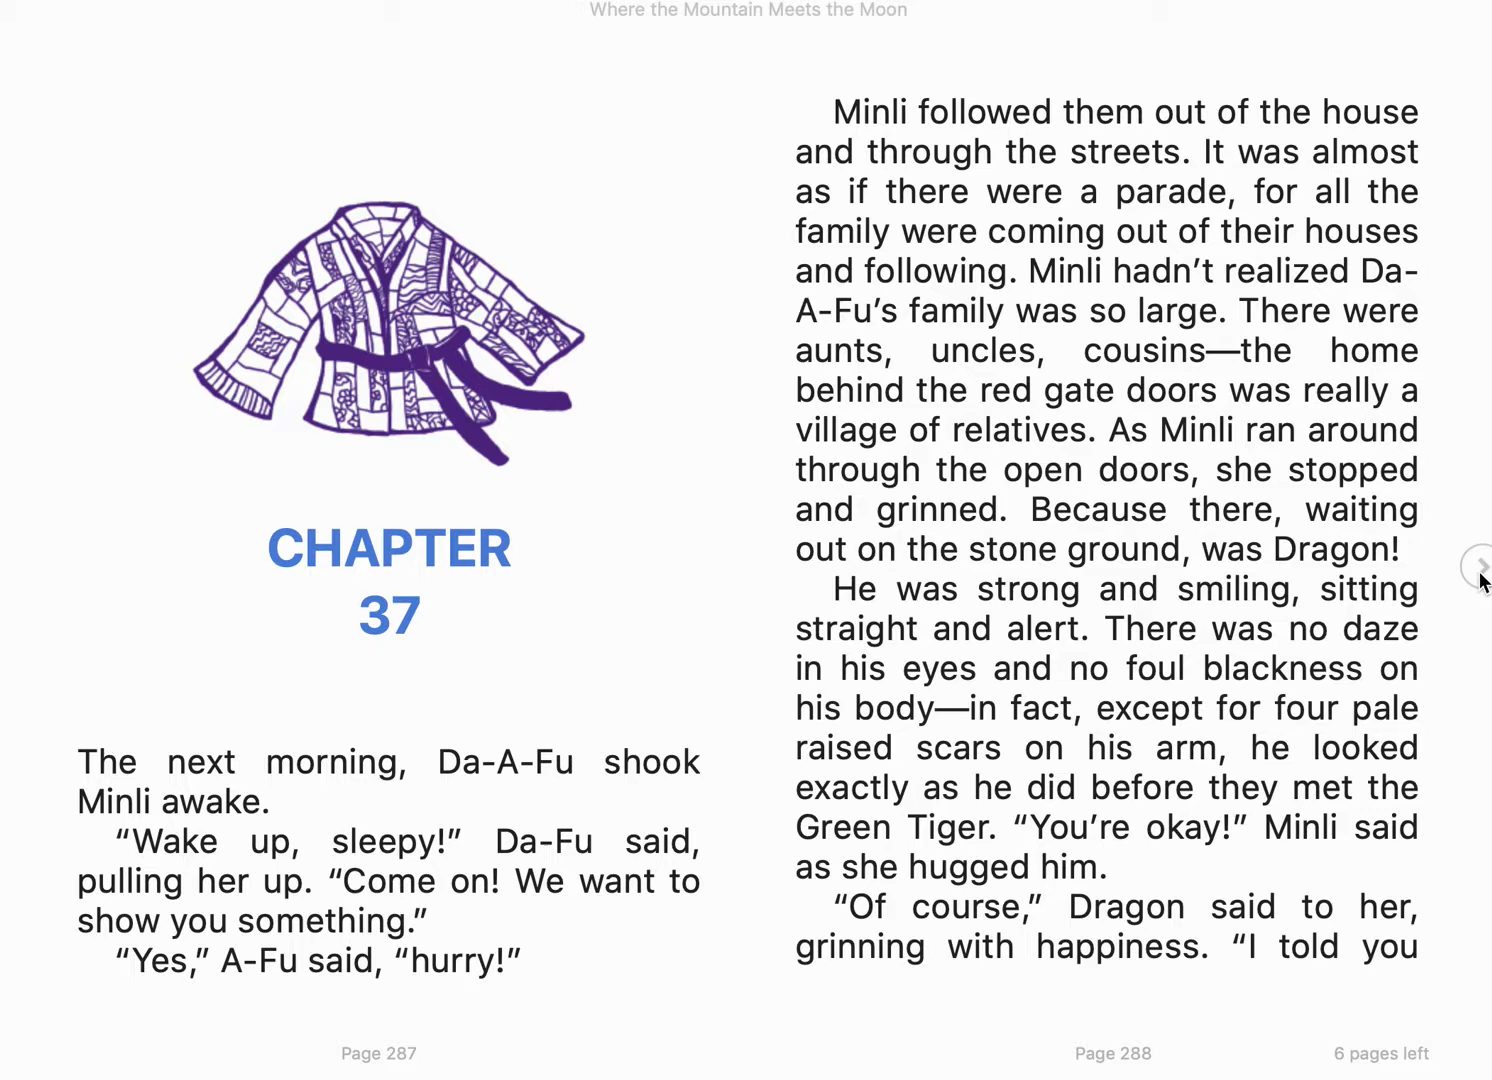 Where the Mountain Meets the Moon
CHAPTER
37
The next morning, Da-A-Fu shook
Minli awake.
“Wake up, sleepy!” Da-Fu said,
pulling her up. “Come on! We want to
show you something.”
“Yes,” A-Fu said, “hurry!”
Page 287
Minli followed them out of the house
and through the streets. It was almost
as if there were a parade, for all the
family were coming out of their houses
and following. Minli hadn’t realized Da-
A-Fu’s family was so large. There were
aunts, uncles, cousins—the home
behind the red gate doors was really a
village of relatives. As Minli ran around
through the open doors, she stopped
and grinned. Because there, waiting
out on the stone ground, was Dragon!
He was strong and smiling, sitting
straight and alert. There was no daze
in his eyes and no foul blackness on
his body—in fact, except for four pale
raised scars on his arm, he looked
exactly as he did before they met the
Green Tiger. “You’re okay!” Minli said
as she hugged him.
“Of course,” Dragon said to her,
grinning with happiness. “I told you
Page 288
6 pages left